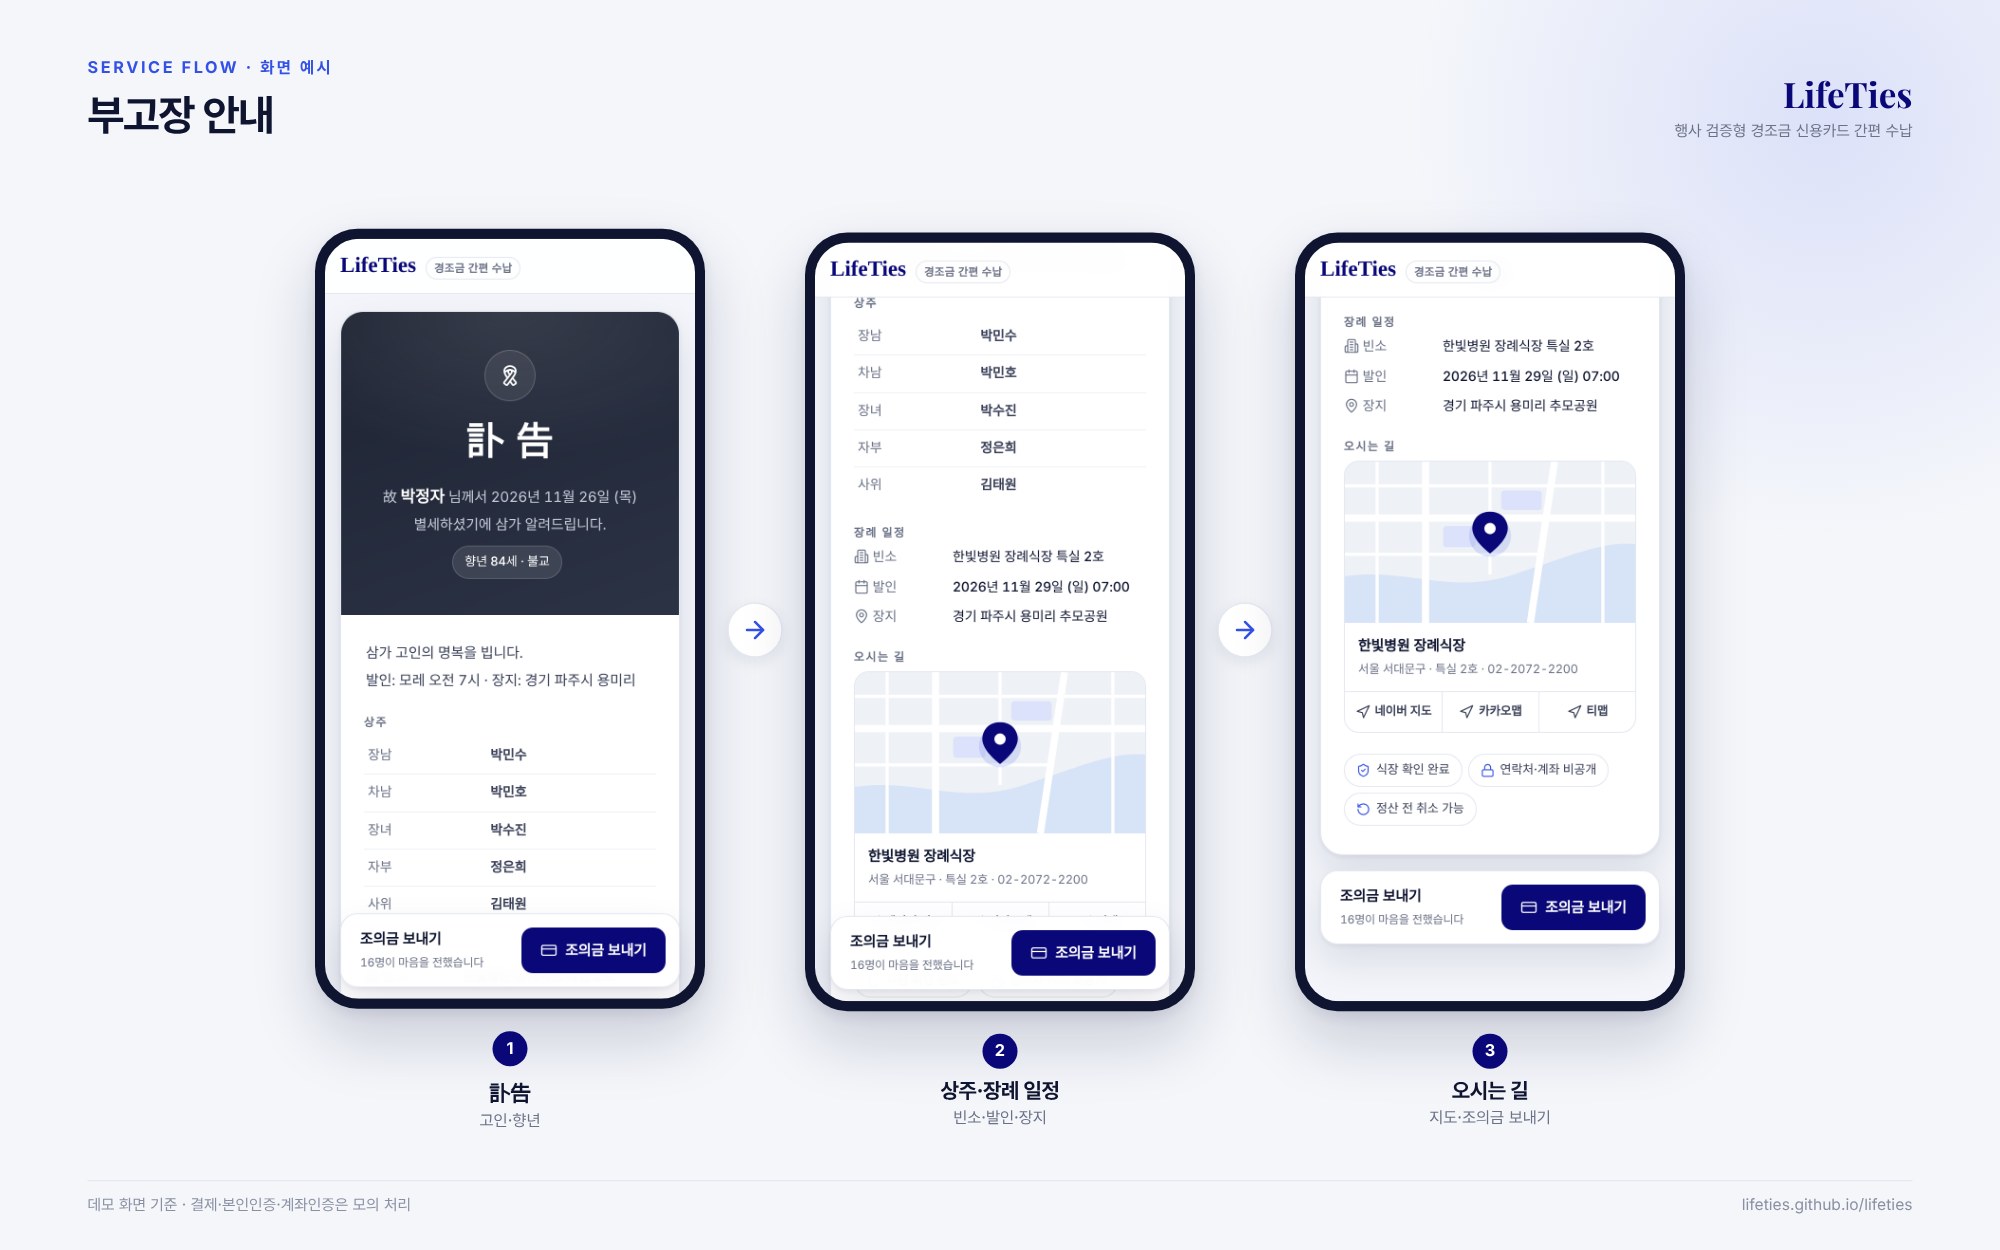 SERVICE FLOW · 화면 예시
부고장 안내
LifeTies
행사 검증형 경조금 신용카드 간편 수납
LifeTies 경조금 간편 수납
訃告
故 박정자 님께서 2026년 11월 26일 (목)
별세하셨기에 삼가 알려드립니다.
향년 84세 · 불교
삼가 고인의 명복을 빕니다.
발인: 모레 오전 7시 · 장지: 경기 파주시 용미리
상주
장남 박민수
차남 박민호
장녀 박수진
자부 정은희
사위 김태원
조의금 보내기
16명이 마음을 전했습니다
조의금 보내기
1
訃告
고인·향년
LifeTies 경조금 간편 수납
상주
장남 박민수
차남 박민호
장녀 박수진
자부 정은희
사위 김태원
장례 일정
빈소 한빛병원 장례식장 특실 2호
발인 2026년 11월 29일 (일) 07:00
장지 경기 파주시 용미리 추모공원
오시는 길
한빛병원 장례식장
서울 서대문구 · 특실 2호 · 02-2072-2200
조의금 보내기
16명이 마음을 전했습니다
조의금 보내기
2
상주·장례 일정
빈소·발인·장지
LifeTies 경조금 간편 수납
장례 일정
빈소 한빛병원 장례식장 특실 2호
발인 2026년 11월 29일 (일) 07:00
장지 경기 파주시 용미리 추모공원
오시는 길
한빛병원 장례식장
서울 서대문구 · 특실 2호 · 02-2072-2200
네이버 지도 카카오맵 티맵
식장 확인 완료 연락처·계좌 비공개
정산 전 취소 가능
조의금 보내기
16명이 마음을 전했습니다
조의금 보내기
3
오시는 길
지도·조의금 보내기
데모 화면 기준 · 결제·본인인증·계좌인증은 모의 처리
lifeties.github.io/lifeties